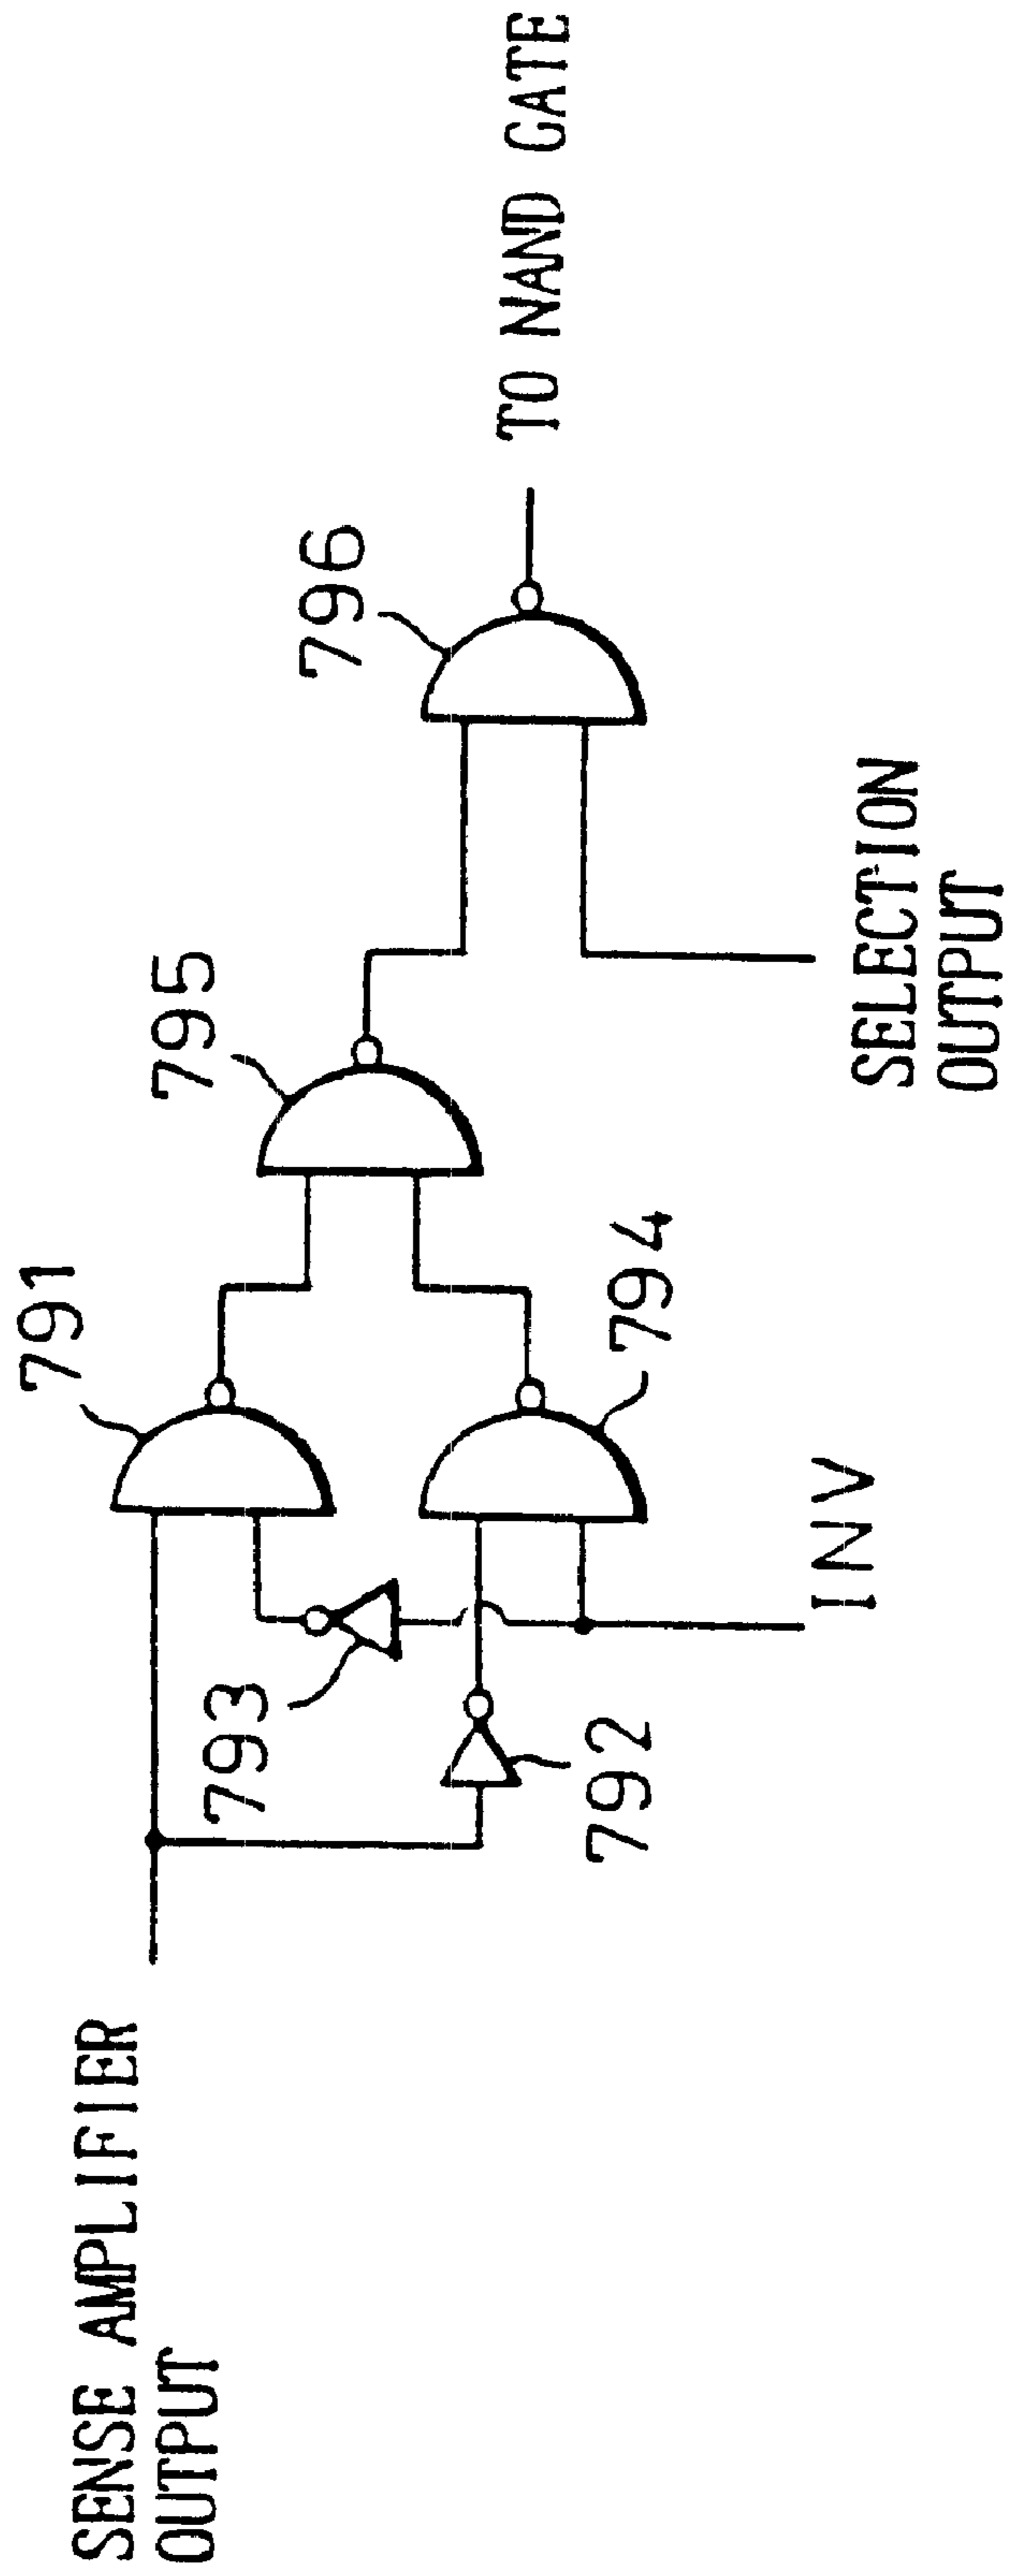 SENSE AMPLIFIER
OUTPUT
791
793
792
INV
794
795
796
SELECTION
OUTPUT
TO NAND GATE